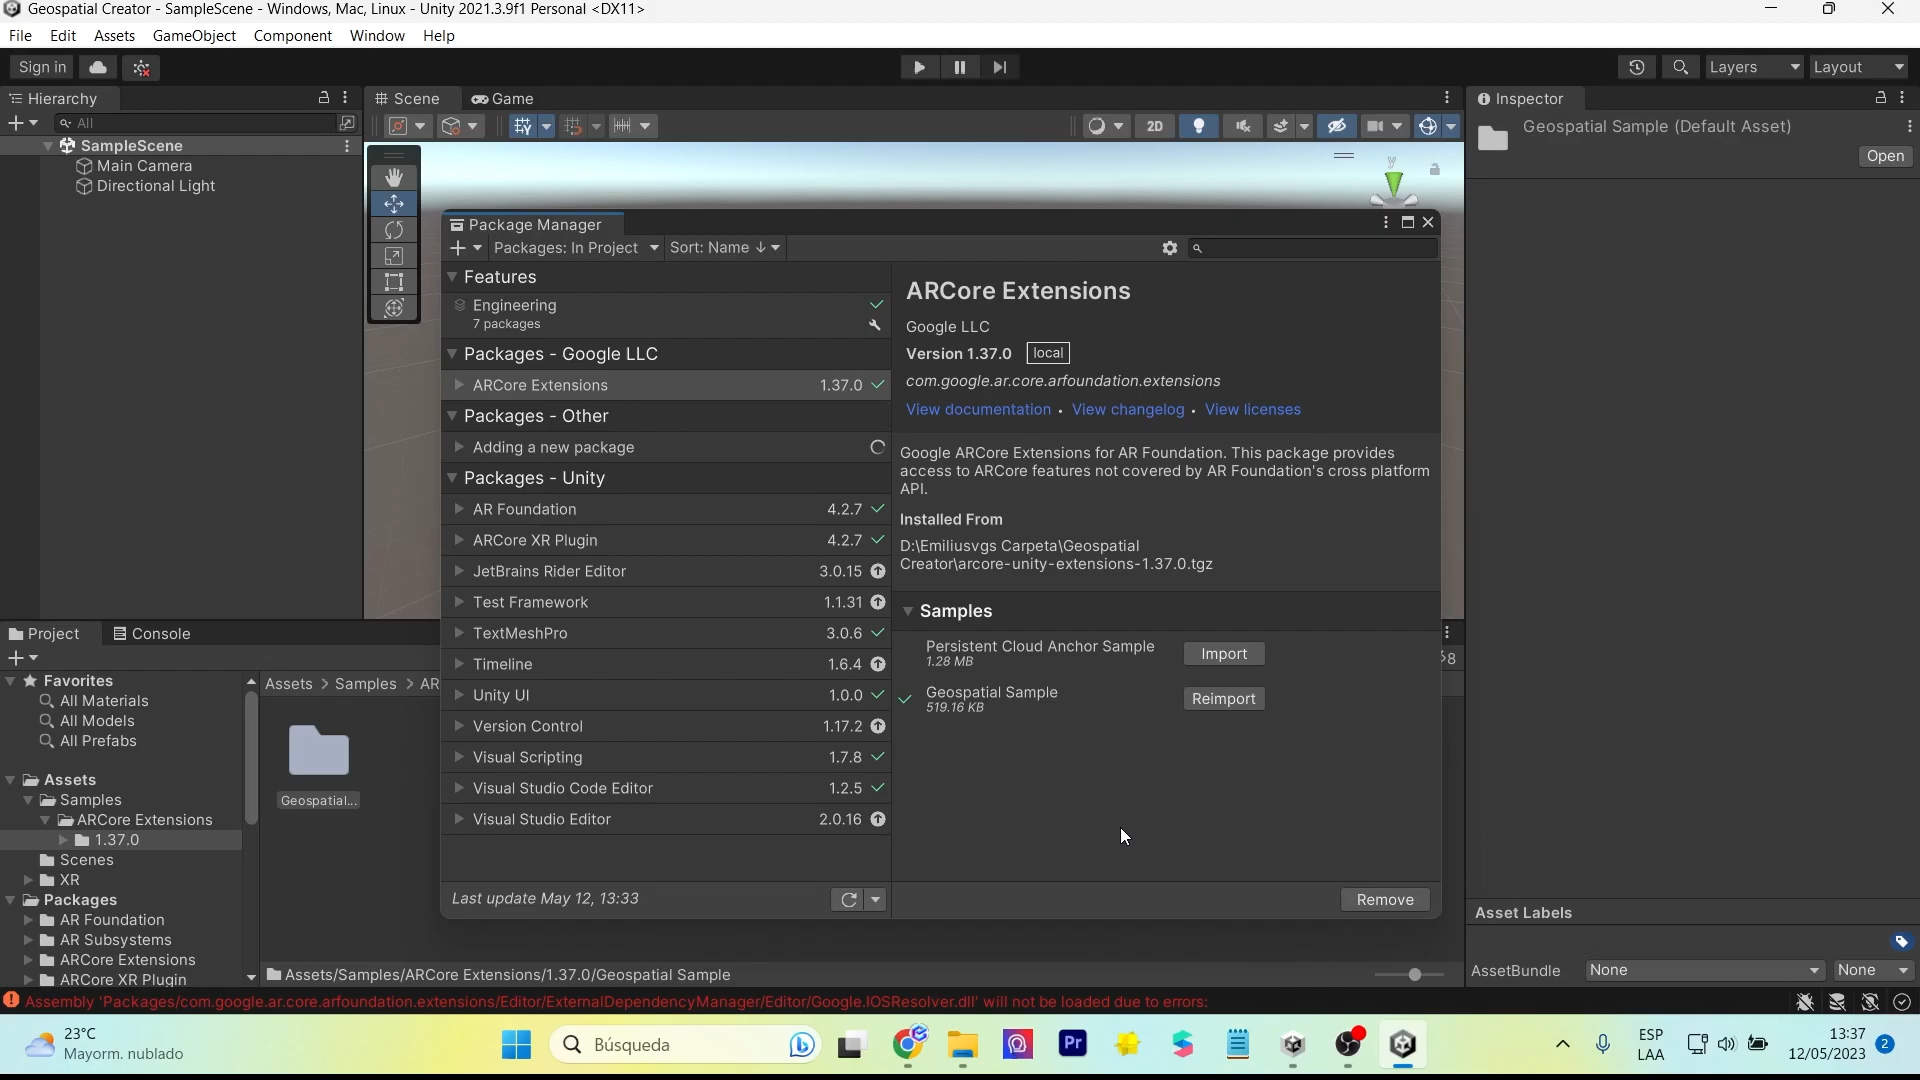 Geospatial Creator - SampleScene - Windows, Mac, Linux - Unity 2021.3.9f1 Personal <DX11>
File Edit Assets GameObject Component Window Help
Sign in
Layers
Layout
Hierarchy
Scene
Game
Inspector
All
2D
Geospatial Sample (Default Asset)
Open
SampleScene
Main Camera
Directional Light
y
Package Manager
Packages: In Project
Sort: Name ↓
Features
Engineering
7 packages
Packages - Google LLC
ARCore Extensions 1.37.0
Packages - Other
Adding a new package
Packages - Unity
AR Foundation 4.2.7
ARCore XR Plugin 4.2.7
JetBrains Rider Editor 3.0.15
Test Framework 1.1.31
TextMeshPro 3.0.6
Timeline 1.6.4
Unity UI 1.0.0
Version Control 1.17.2
Visual Scripting 1.7.8
Visual Studio Code Editor 1.2.5
Visual Studio Editor 2.0.16
Last update May 12, 13:33
ARCore Extensions
Google LLC
Version 1.37.0 local
com.google.ar.core.arfoundation.extensions
View documentation • View changelog • View licenses
Google ARCore Extensions for AR Foundation. This package provides
access to ARCore features not covered by AR Foundation's cross platform
API.
Installed From
D:\Emiliusvgs Carpeta\Geospatial
Creator\arcore-unity-extensions-1.37.0.tgz
Samples
Persistent Cloud Anchor Sample
1.28 MB
Import
Geospatial Sample
519.16 KB
Reimport
Remove
Project
Console
8
Favorites
All Materials
All Models
All Prefabs
Assets
Samples
ARCore Extensions
1.37.0
Scenes
XR
Packages
AR Foundation
AR Subsystems
ARCore Extensions
ARCore XR Plugin
Assets > Samples > AR
Geospatial...
Assets/Samples/ARCore Extensions/1.37.0/Geospatial Sample
Asset Labels
AssetBundle None None
Assembly 'Packages/com.google.ar.core.arfoundation.extensions/Editor/ExternalDependencyManager/Editor/Google.IOSResolver.dll' will not be loaded due to errors:
23°C
Mayorm. nublado
Búsqueda
Pr
ESP
LAA
13:37
12/05/2023
2